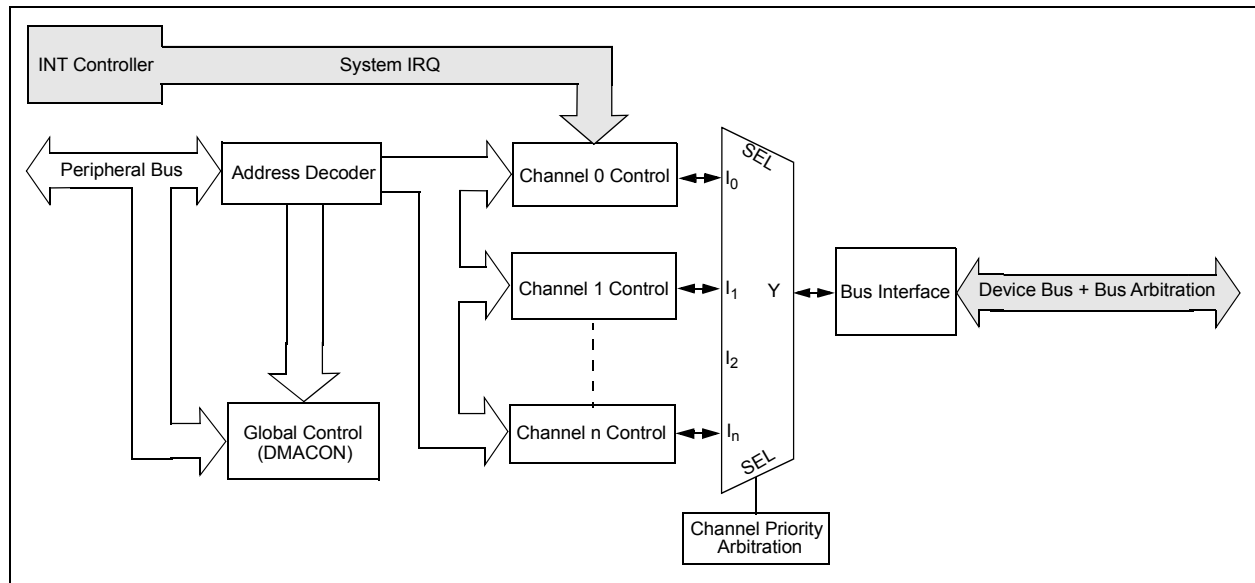 INT Controller
System IRQ
Peripheral Bus
Address Decoder
Channel 0 Control
SEL
I0
Channel 1 Control
I1
Y
Bus Interface
Device Bus + Bus Arbitration
I2
Global Control
(DMACON)
Channel n Control
In
SEL
Channel Priority
Arbitration